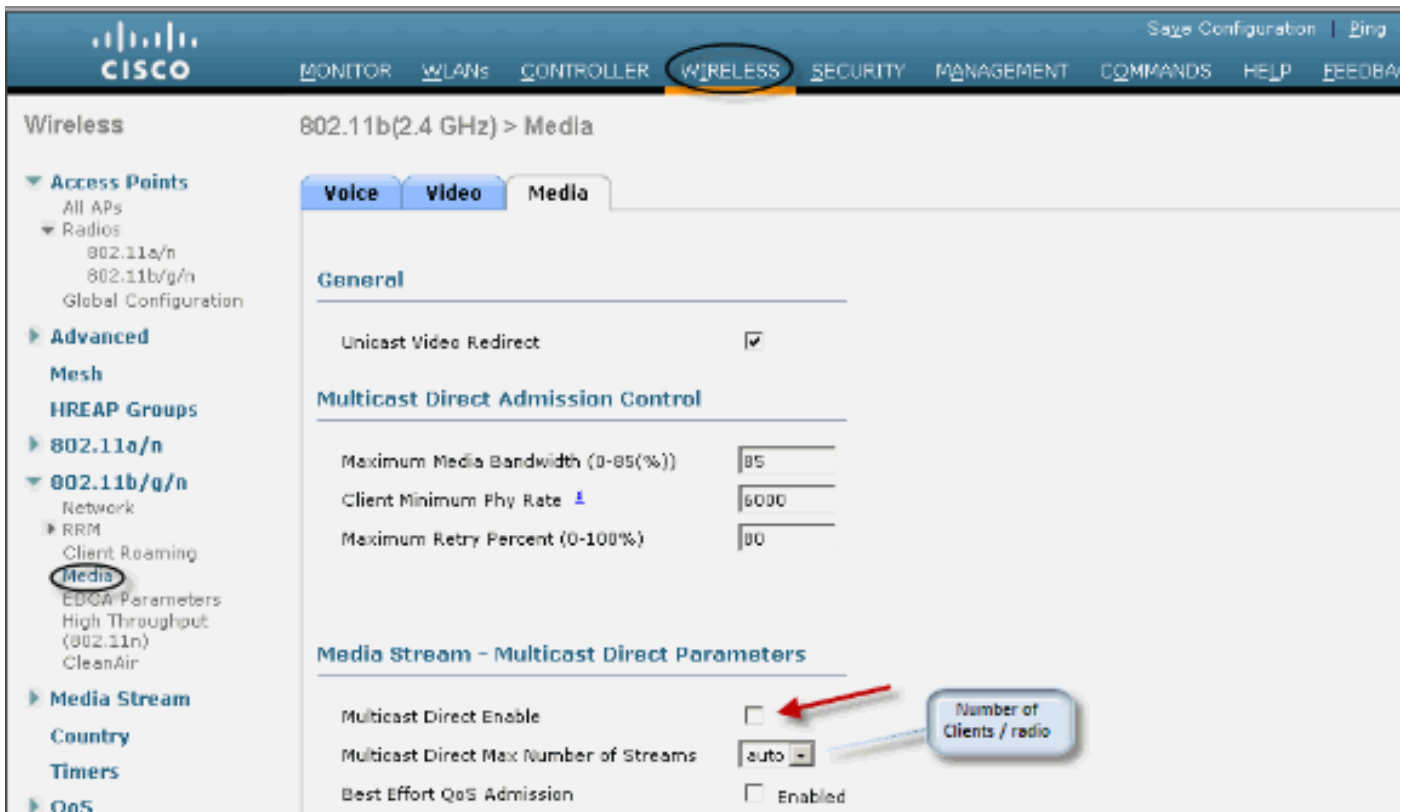 Save Configuration | Ping
CISCO
MONITOR WLANs CONTROLLER WIRELESS SECURITY MANAGEMENT COMMANDS HELP FEEDBA
Wireless
802.11b(2.4 GHz) > Media
Access Points
All APs
Radios
802.11a/n
802.11b/g/n
Global Configuration
Advanced
Mesh
HREAP Groups
802.11a/n
802.11b/g/n
Network
RRM
Client Roaming
Media
EDCA Parameters
High Throughput
(802.11n)
CleanAir
Media Stream
Country
Timers
QoS
Voice Video Media
General
Unicast Video Redirect
Multicast Direct Admission Control
Maximum Media Bandwidth (0-85(%)) 85
Client Minimum Phy Rate 6000
Maximum Retry Percent (0-100%) 80
Media Stream - Multicast Direct Parameters
Multicast Direct Enable
Multicast Direct Max Number of Streams auto
Best Effort QoS Admission Enabled
Number of
Clients / radio